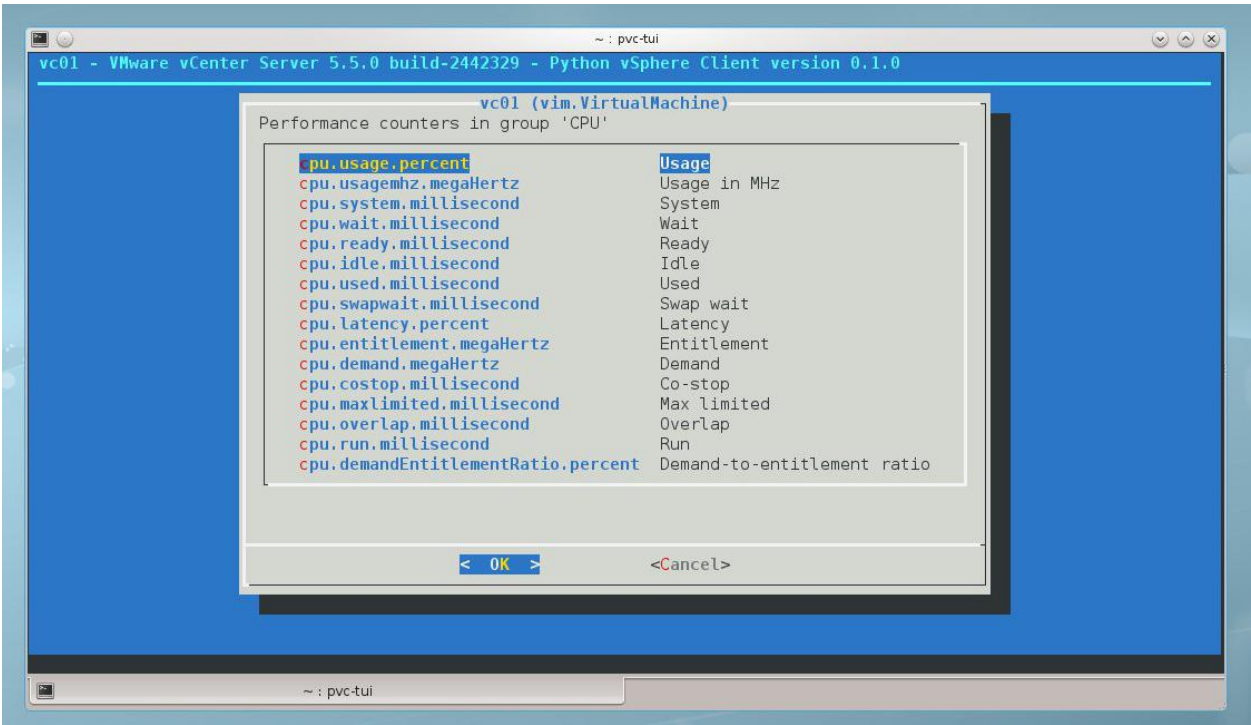 ~ : pvc-tui
vc01 - VMware vCenter Server 5.5.0 build-2442329 - Python vSphere Client version 0.1.0
vc01 (vim.VirtualMachine)
Performance counters in group 'CPU'
cpu.usage.percent Usage
cpu.usagemhz.megaHertz Usage in MHz
cpu.system.millisecond System
cpu.wait.millisecond Wait
cpu.ready.millisecond Ready
cpu.idle.millisecond Idle
cpu.used.millisecond Used
cpu.swapwait.millisecond Swap wait
cpu.latency.percent Latency
cpu.entitlement.megaHertz Entitlement
cpu.demand.megaHertz Demand
cpu.costop.millisecond Co-stop
cpu.maxlimited.millisecond Max limited
cpu.overlap.millisecond Overlap
cpu.run.millisecond Run
cpu.demandEntitlementRatio.percent Demand-to-entitlement ratio
< OK > <Cancel>
~ : pvc-tui